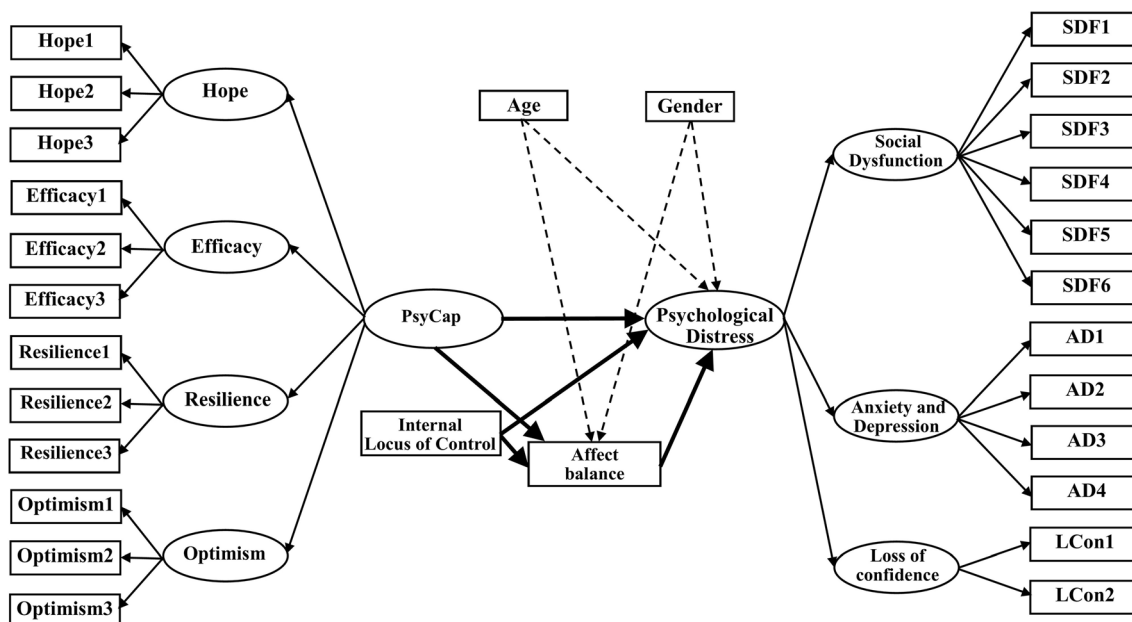 Hope1
Hope2
Hope3
Hope
Efficacy1
Efficacy2
Efficacy3
Efficacy
Resilience1
Resilience2
Resilience3
Resilience
Optimism1
Optimism2
Optimism3
Optimism
PsyCap
Age
Gender
Internal
Locus of Control
Affect
balance
Psychological
Distress
Social
Dysfunction
SDF1
SDF2
SDF3
SDF4
SDF5
SDF6
Anxiety and
Depression
AD1
AD2
AD3
AD4
Loss of
confidence
LCon1
LCon2